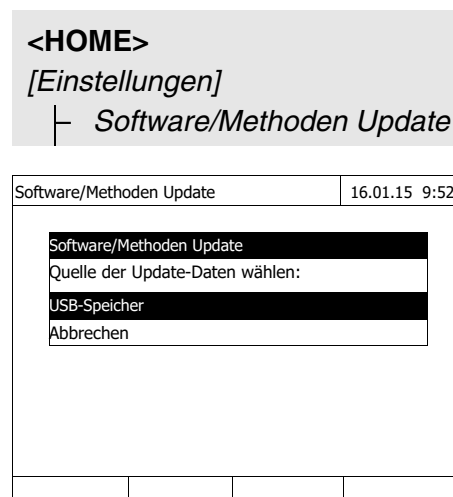 <HOME>
[Einstellungen]
Software/Methoden Update
Software/Methoden Update 16.01.15 9:52
Software/Methoden Update
Quelle der Update-Daten wählen:
USB-Speicher
Abbrechen